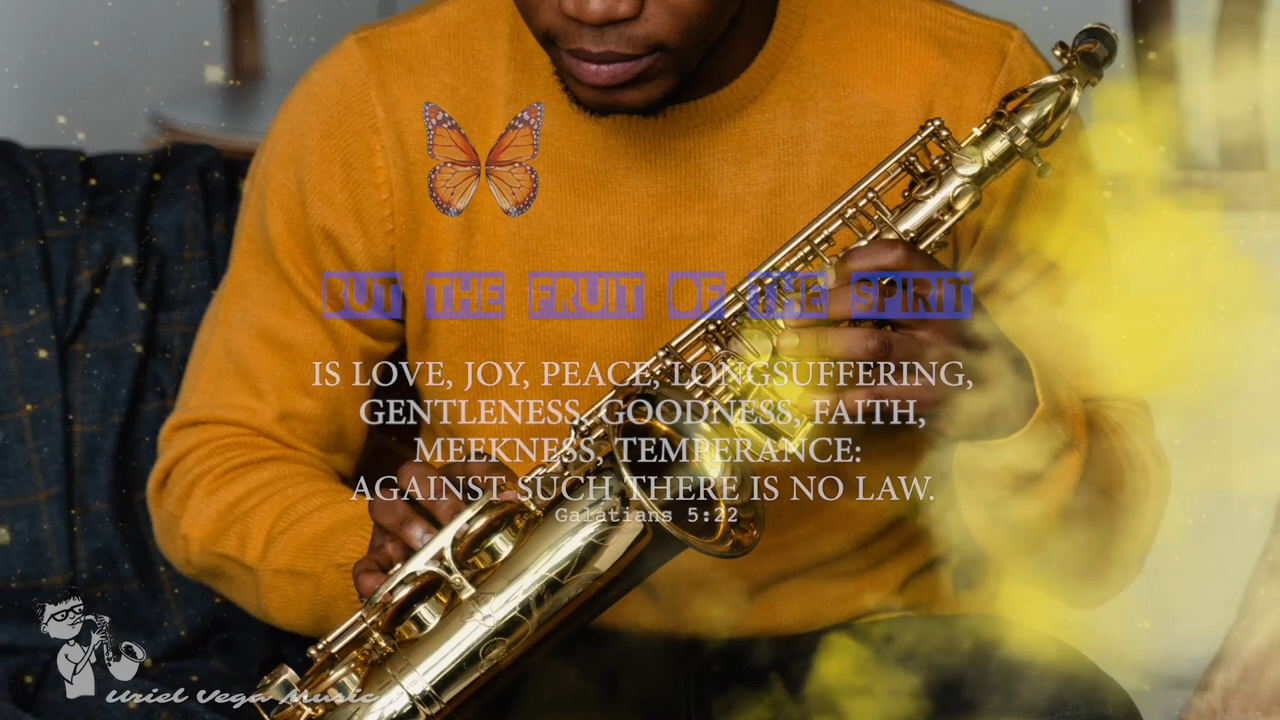 BUT THE FRUIT OF THE SPIRIT
IS LOVE, JOY, PEACE, LONGSUFFERING,
GENTLENESS, GOODNESS, FAITH,
MEEKNESS, TEMPERANCE:
AGAINST SUCH THERE IS NO LAW.
Galatians 5:22
Uriel Vega Music